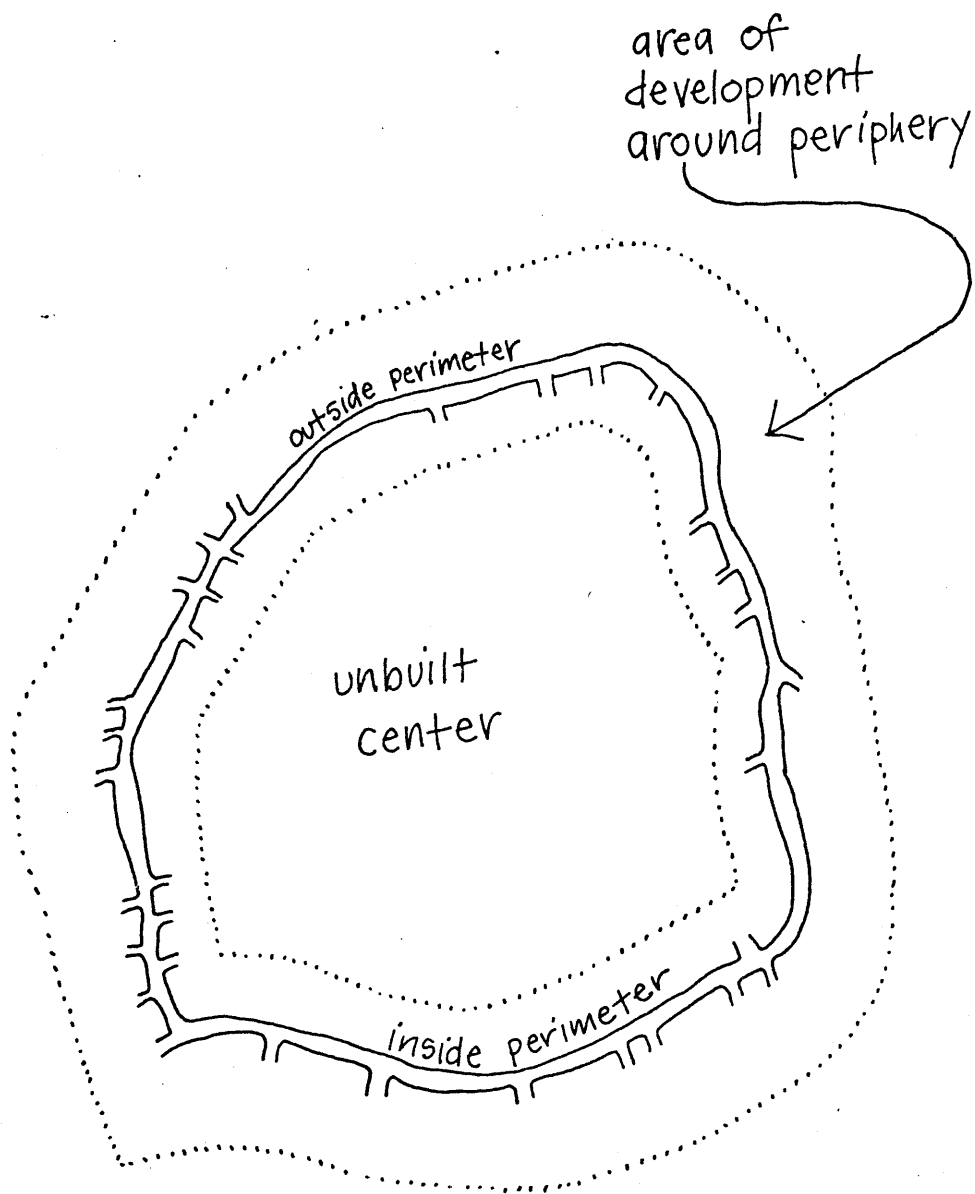 area of
development
around periphery
outside perimeter
unbuilt
center
inside perimeter